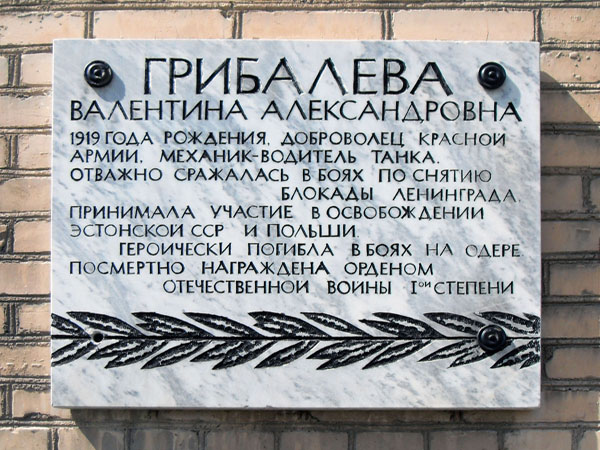 ГРИБАЛЕВА
ВАЛЕНТИНА АЛЕКСАНДРОВНА
1919 ГОДА РОЖДЕНИЯ, ДОБРОВОЛЕЦ КРАСНОЙ
АРМИИ, МЕХАНИК-ВОДИТЕЛЬ ТАНКА.
ОТВАЖНО СРАЖАЛАСЬ В БОЯХ ПО СНЯТИЮ
БЛОКАДЫ ЛЕНИНГРАДА,
ПРИНИМАЛА УЧАСТИЕ В ОСВОБОЖДЕНИИ
ЭСТОНСКОЙ ССР И ПОЛЬШИ.
ГЕРОИЧЕСКИ ПОГИБЛА В БОЯХ НА ОДЕРЕ.
ПОСМЕРТНО НАГРАЖДЕНА ОРДЕНОМ
ОТЕЧЕСТВЕННОЙ ВОЙНЫ Iой СТЕПЕНИ